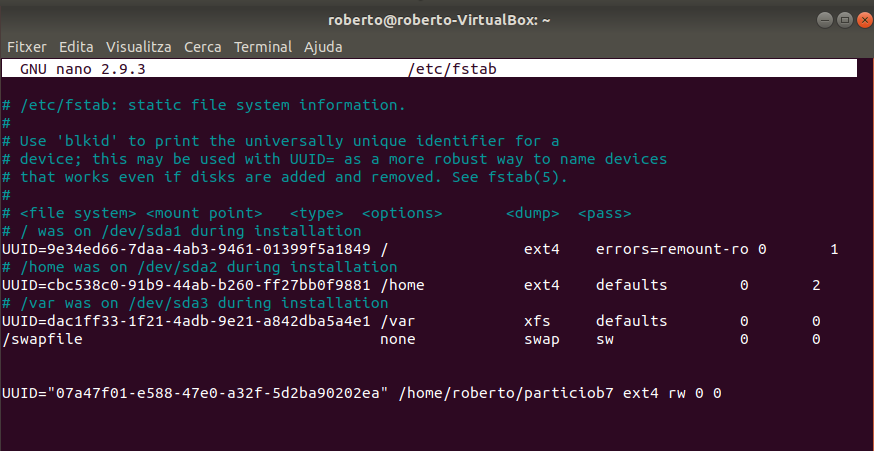 roberto@roberto-VirtualBox: ~
Fitxer Edita Visualitza Cerca Terminal Ajuda
GNU nano 2.9.3 /etc/fstab
# /etc/fstab: static file system information.
#
# Use 'blkid' to print the universally unique identifier for a
# device; this may be used with UUID= as a more robust way to name devices
# that works even if disks are added and removed. See fstab(5).
#
# <file system> <mount point> <type> <options> <dump> <pass>
# / was on /dev/sda1 during installation
UUID=9e34ed66-7daa-4ab3-9461-01399f5a1849 / ext4 errors=remount-ro 0 1
# /home was on /dev/sda2 during installation
UUID=cbc538c0-91b9-44ab-b260-ff27bb0f9881 /home ext4 defaults 0 2
# /var was on /dev/sda3 during installation
UUID=dac1ff33-1f21-4adb-9e21-a842dba5a4e1 /var xfs defaults 0 0
/swapfile none swap sw 0 0
UUID="07a47f01-e588-47e0-a32f-5d2ba90202ea" /home/roberto/particiob7 ext4 rw 0 0